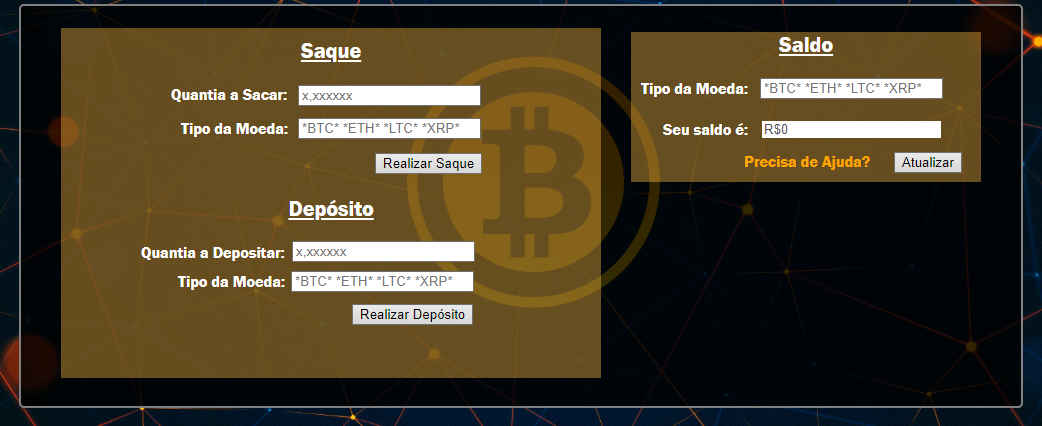 Saque
Quantia a Sacar: x,xxxxxx
Tipo da Moeda: *BTC* *ETH* *LTC* *XRP*
Realizar Saque
Depósito
Quantia a Depositar: x,xxxxxx
Tipo da Moeda: *BTC* *ETH* *LTC* *XRP*
Realizar Depósito
Saldo
Tipo da Moeda: *BTC* *ETH* *LTC* *XRP*
Seu saldo é: R$0
Precisa de Ajuda? Atualizar